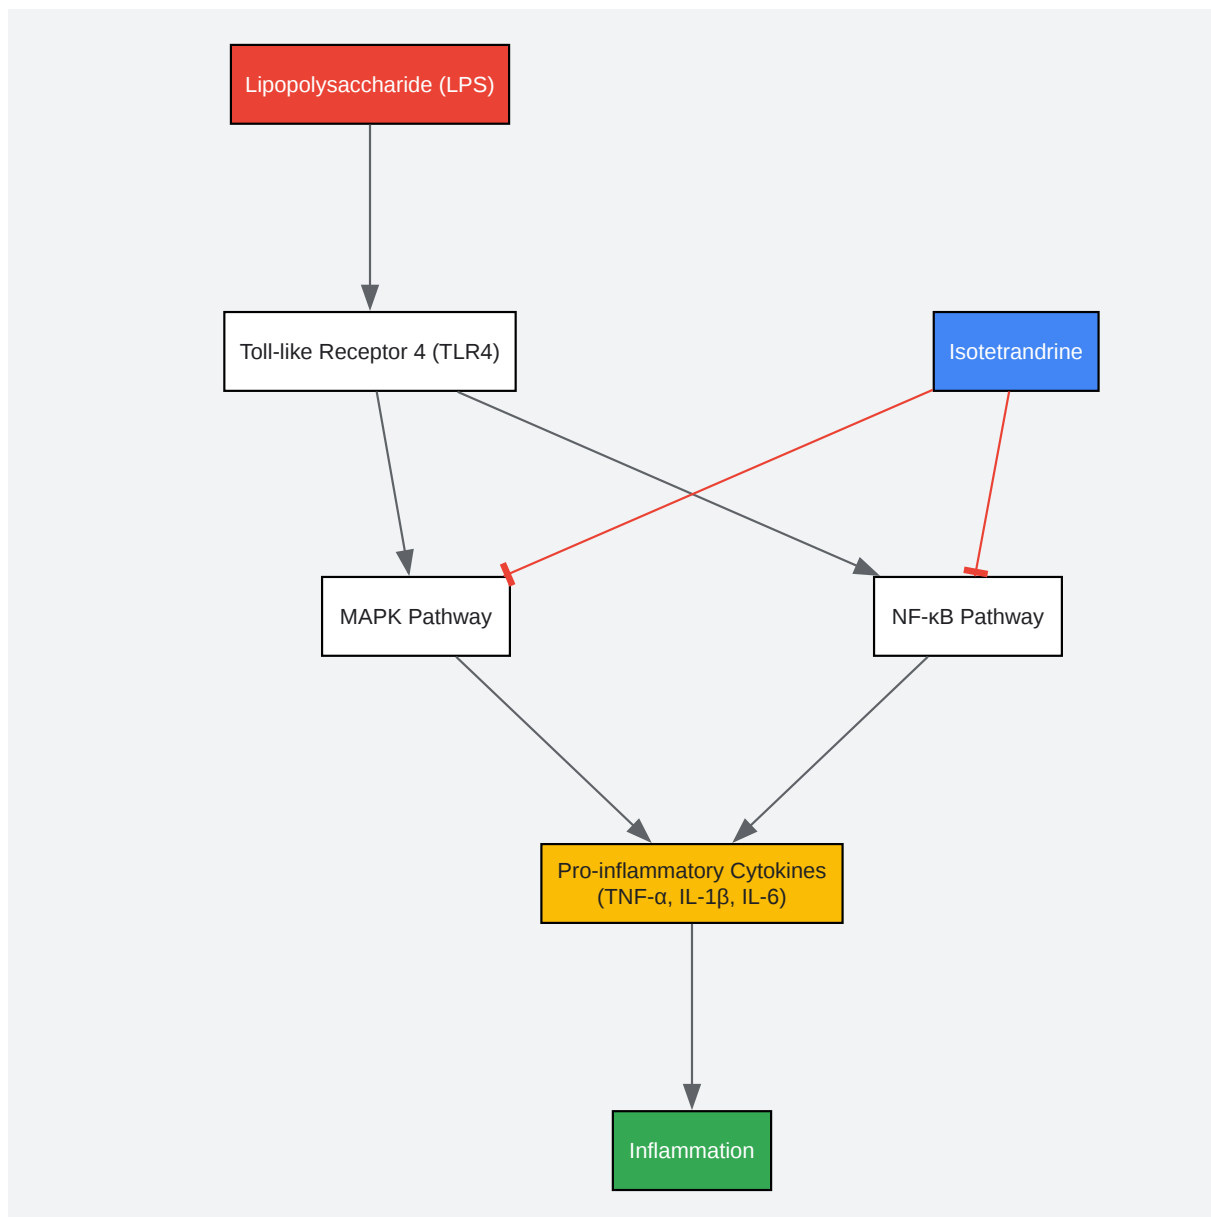 Lipopolysaccharide (LPS)
Toll-like Receptor 4 (TLR4)
Isotetrandrine
MAPK Pathway
NF-κB Pathway
Pro-inflammatory Cytokines
(TNF-α, IL-1β, IL-6)
Inflammation